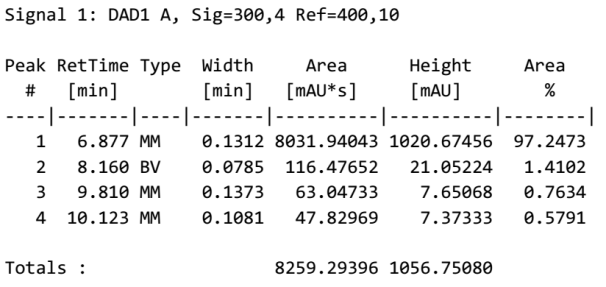 Signal 1: DAD1 A, Sig=300,4 Ref=400,10
Peak RetTime Type  Width     Area      Height     Area
  #   [min]        [min]   [mAU*s]     [mAU]        %
----|-------|----|-------|----------|----------|--------|
   1   6.877 MM    0.1312 8031.94043 1020.67456  97.2473
   2   8.160 BV    0.0785  116.47652   21.05224   1.4102
   3   9.810 MM    0.1373   63.04733    7.65068   0.7634
   4  10.123 MM    0.1081   47.82969    7.37333   0.5791
Totals :                  8259.29396 1056.75080